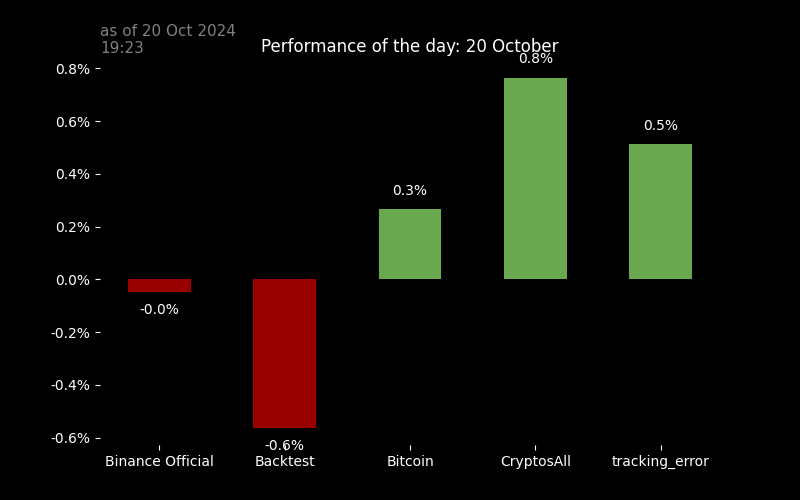 as of 20 Oct 2024
19:23
Performance of the day: 20 October
0.8%
0.6%
0.4%
0.2%
0.0%
-0.2%
-0.4%
-0.6%
-0.0%
-0.6%
0.3%
0.8%
0.5%
Binance Official
Backtest
Bitcoin
CryptosAll
tracking_error